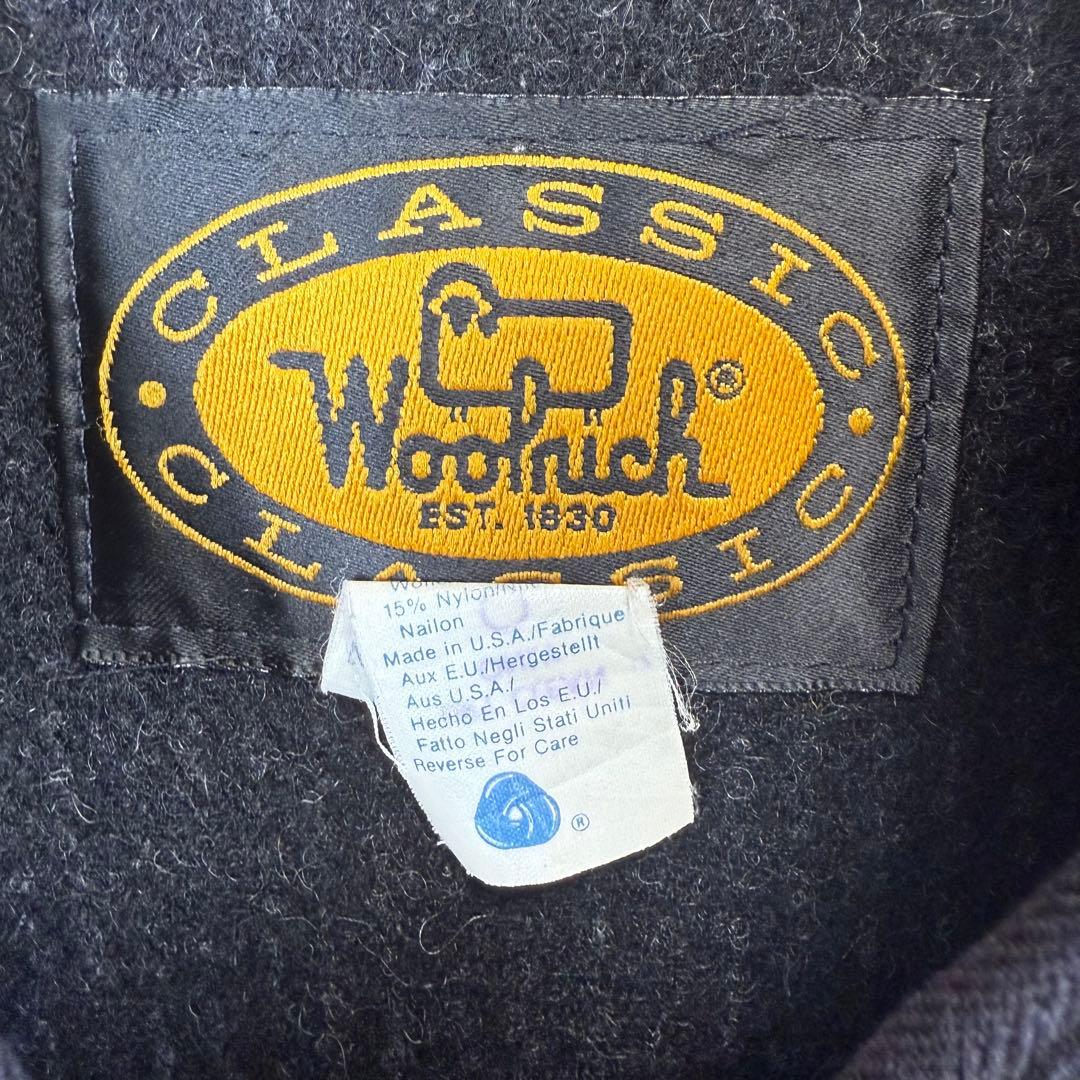 CLASSIC
Woolrich ®
EST. 1830
CLASSIC
15% Nylon
Nailon
Made in U.S.A./Fabrique
Aux E.U./Hergestellt
Aus U.S.A./
Hecho En Los E.U./
Fatto Negli Stati Uniti
Reverse For Care
®